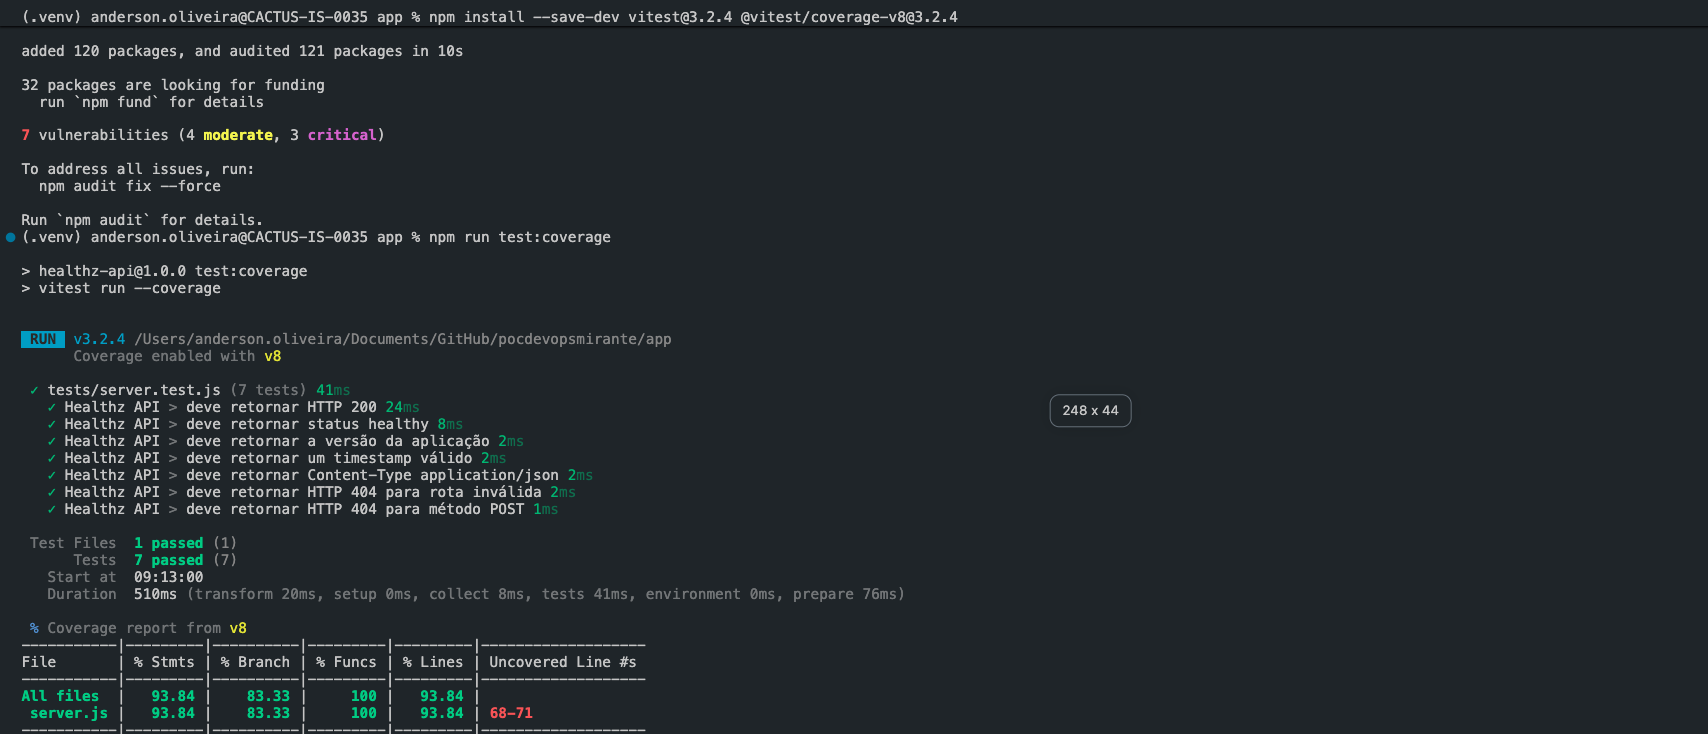 (.venv) anderson.oliveira@CACTUS-IS-0035 app % npm install --save-dev vitest@3.2.4 @vitest/coverage-v8@3.2.4
added 120 packages, and audited 121 packages in 10s
32 packages are looking for funding
run `npm fund` for details
7 vulnerabilities (4 moderate, 3 critical)
To address all issues, run:
npm audit fix --force
Run `npm audit` for details.
(.venv) anderson.oliveira@CACTUS-IS-0035 app % npm run test:coverage
> healthz-api@1.0.0 test:coverage
> vitest run --coverage
RUN v3.2.4 /Users/anderson.oliveira/Documents/GitHub/pocdevopsmirante/app
Coverage enabled with v8
✓ tests/server.test.js (7 tests) 41ms
✓ Healthz API > deve retornar HTTP 200 24ms
✓ Healthz API > deve retornar status healthy 8ms
✓ Healthz API > deve retornar a versão da aplicação 2ms
✓ Healthz API > deve retornar um timestamp válido 2ms
✓ Healthz API > deve retornar Content-Type application/json 2ms
✓ Healthz API > deve retornar HTTP 404 para rota inválida 2ms
✓ Healthz API > deve retornar HTTP 404 para método POST 1ms
248 x 44
Test Files 1 passed (1)
Tests 7 passed (7)
Start at 09:13:00
Duration 510ms (transform 20ms, setup 0ms, collect 8ms, tests 41ms, environment 0ms, prepare 76ms)
% Coverage report from v8
-----------|---------|----------|---------|---------|-------------------
File | % Stmts | % Branch | % Funcs | % Lines | Uncovered Line #s
-----------|---------|----------|---------|---------|-------------------
All files | 93.84 | 83.33 | 100 | 93.84 |
server.js | 93.84 | 83.33 | 100 | 93.84 | 68-71
-----------|---------|----------|---------|---------|-------------------